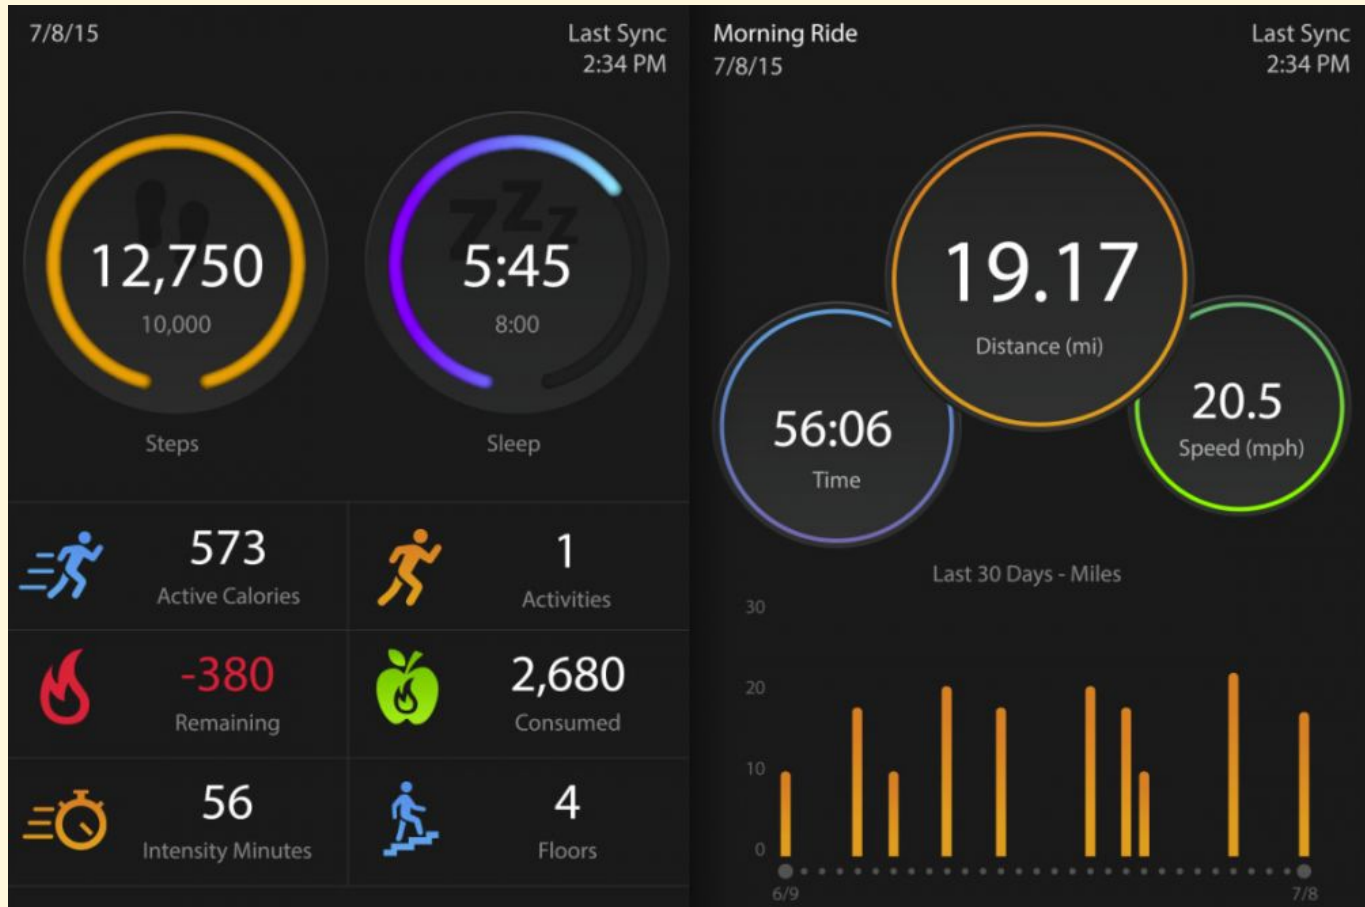 7/8/15
Last Sync
2:34 PM
zzz
12,750
10,000
Steps
5:45
8:00
Sleep
573
Active Calories
1
Activities
-380
Remaining
2,680
Consumed
56
Intensity Minutes
4
Floors
Morning Ride
7/8/15
Last Sync
2:34 PM
19.17
Distance (mi)
56:06
Time
20.5
Speed (mph)
Last 30 Days - Miles
30
20
10
0
6/9
7/8